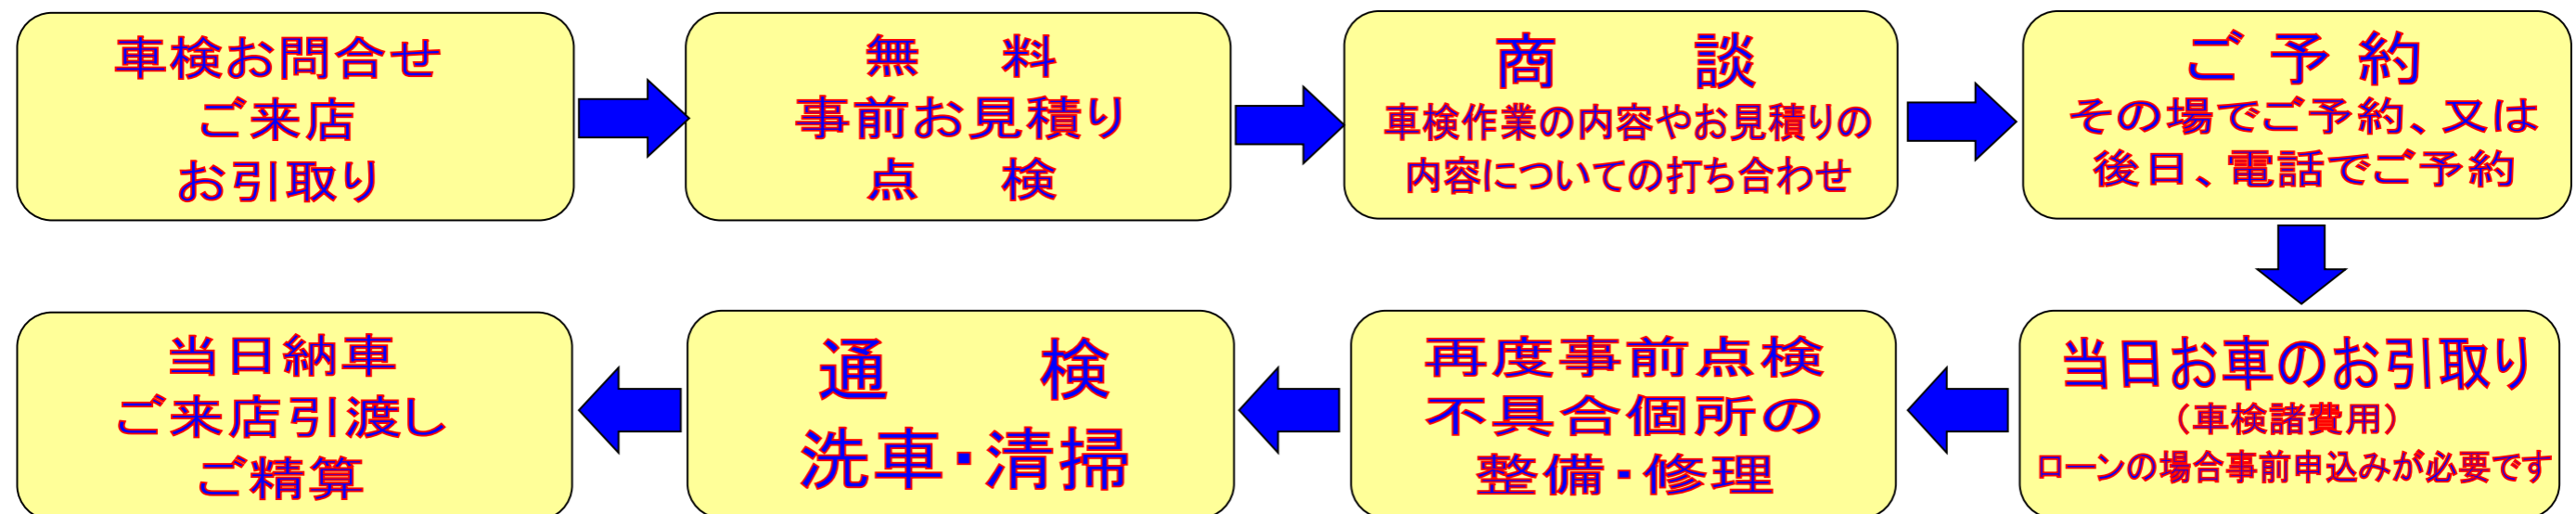 車検お問合せ
ご来店
お引取り
無　料
事前お見積り
点　検
商　談
車検作業の内容やお見積りの
内容についての打ち合わせ
ご予約
その場でご予約、又は
後日、電話でご予約
当日お車のお引取り
（車検諸費用）
ローンの場合事前申込みが必要です
再度事前点検
不具合個所の
整備・修理
通　検
洗車・清掃
当日納車
ご来店引渡し
ご精算